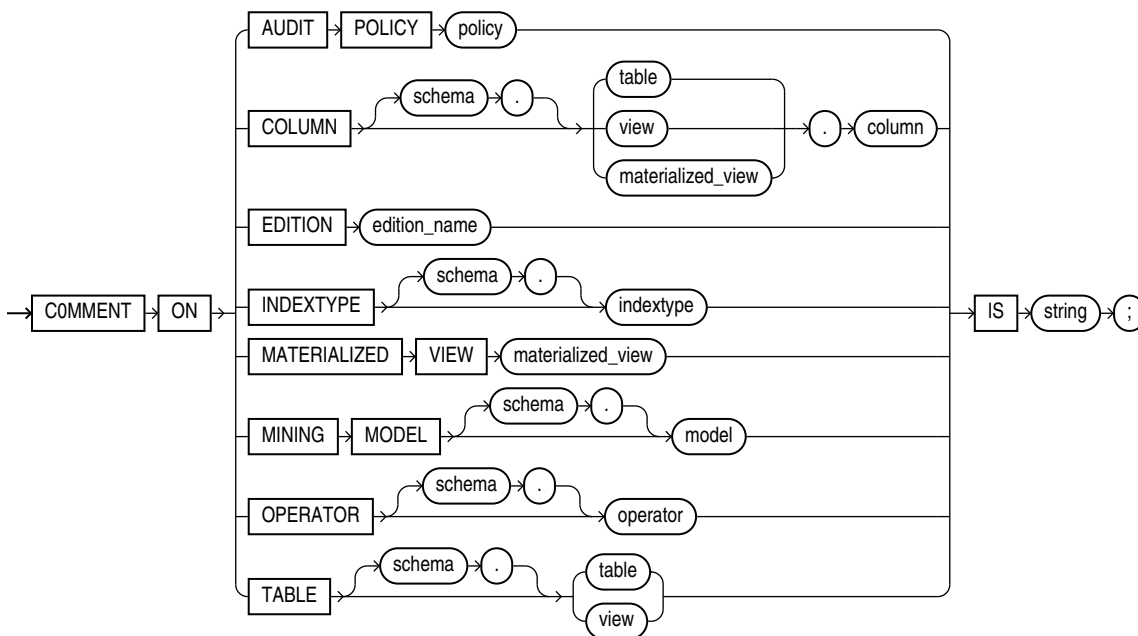 AUDIT POLICY policy
schema . table
COLUMN view . column
materialized_view
EDITION edition_name
schema .
INDEXTYPE indextype
C0MMENT ON IS string ;
MATERIALIZED VIEW materialized_view
schema .
MINING MODEL model
schema .
OPERATOR operator
schema . table
TABLE view